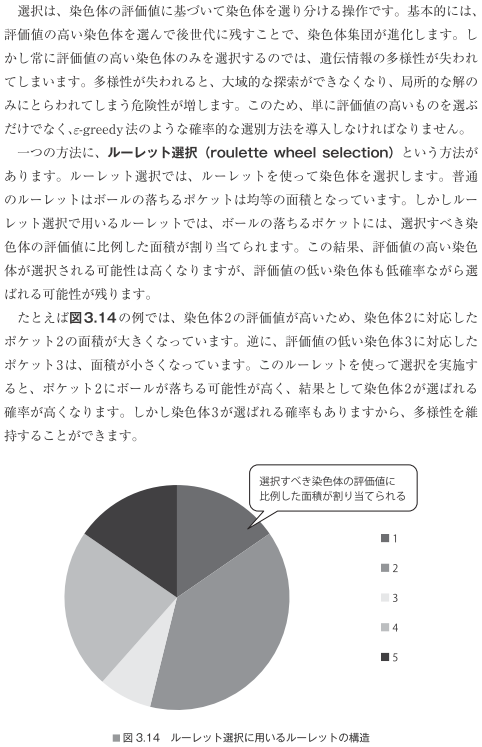 選択は、染色体の評価値に基づいて染色体を選り分ける操作です。基本的には、
評価値の高い染色体を選んで後世代に残すことで、染色体集団が進化します。し
かし常に評価値の高い染色体のみを選択するのでは、遺伝情報の多様性が失われ
てしまいます。多様性が失われると、大域的な探索ができなくなり、局所的な解の
みにとらわれてしまう危険性が増します。このため、単に評価値の高いものを選ぶ
だけでなく、ε-greedy法のような確率的な選別方法を導入しなければなりません。
一つの方法に、ルーレット選択（roulette wheel selection）という方法が
あります。ルーレット選択では、ルーレットを使って染色体を選択します。普通
のルーレットはボールの落ちるポケットは均等の面積となっています。しかしルー
レット選択で用いるルーレットでは、ボールの落ちるポケットには、選択すべき染
色体の評価値に比例した面積が割り当てられます。この結果、評価値の高い染色
体が選択される可能性は高くなりますが、評価値の低い染色体も低確率ながら選
ばれる可能性が残ります。
たとえば図3.14の例では、染色体2の評価値が高いため、染色体2に対応した
ポケット2の面積が大きくなっています。逆に、評価値の低い染色体3に対応した
ポケット3は、面積が小さくなっています。このルーレットを使って選択を実施す
ると、ポケット2にボールが落ちる可能性が高く、結果として染色体2が選ばれる
確率が高くなります。しかし染色体3が選ばれる確率もありますから、多様性を維
持することができます。
選択すべき染色体の評価値に
比例した面積が割り当てられる
1
2
3
4
5
■図3.14　ルーレット選択に用いるルーレットの構造